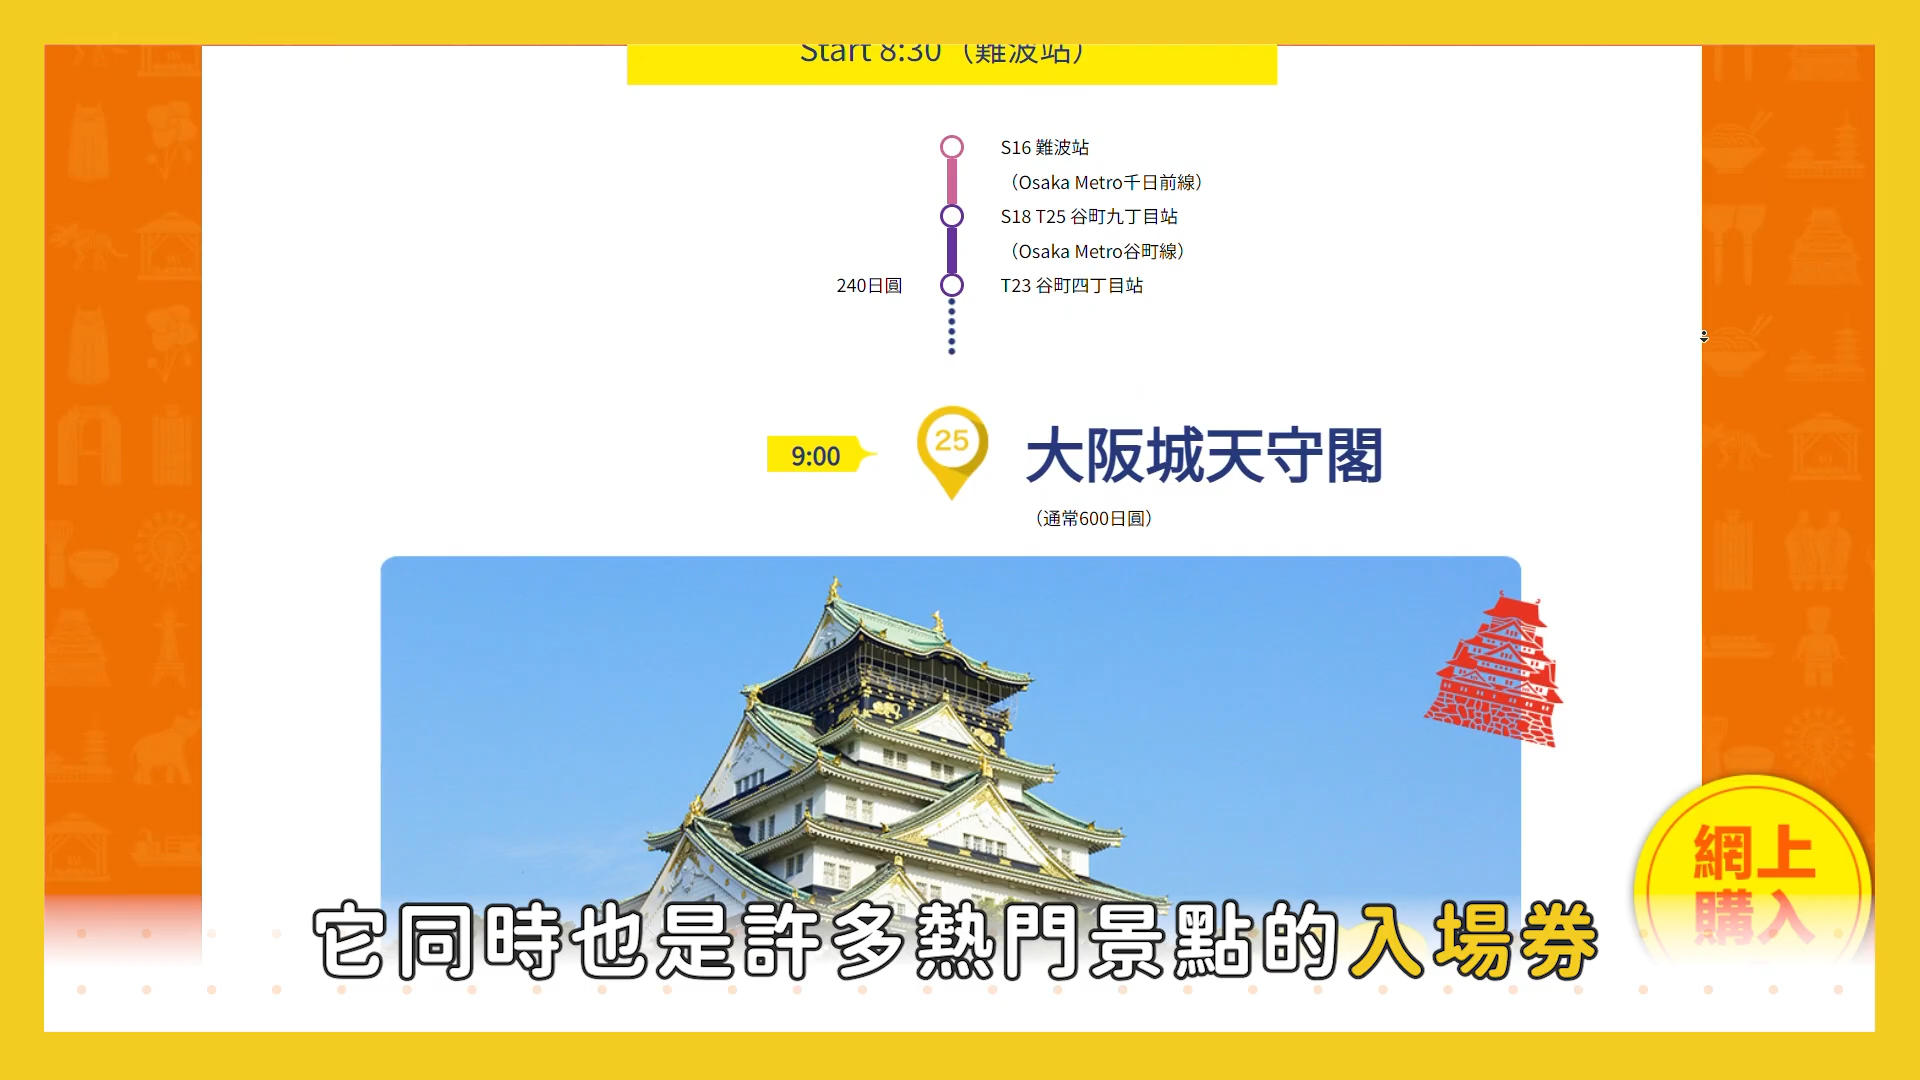 Start 8:30（難波站）
S16 難波站
（Osaka Metro千日前線）
S18 T25 谷町九丁目站
（Osaka Metro谷町線）
240日圓
T23 谷町四丁目站
9:00
25
大阪城天守閣
（通常600日圓）
網上
購入
它同時也是許多熱門景點的入場券